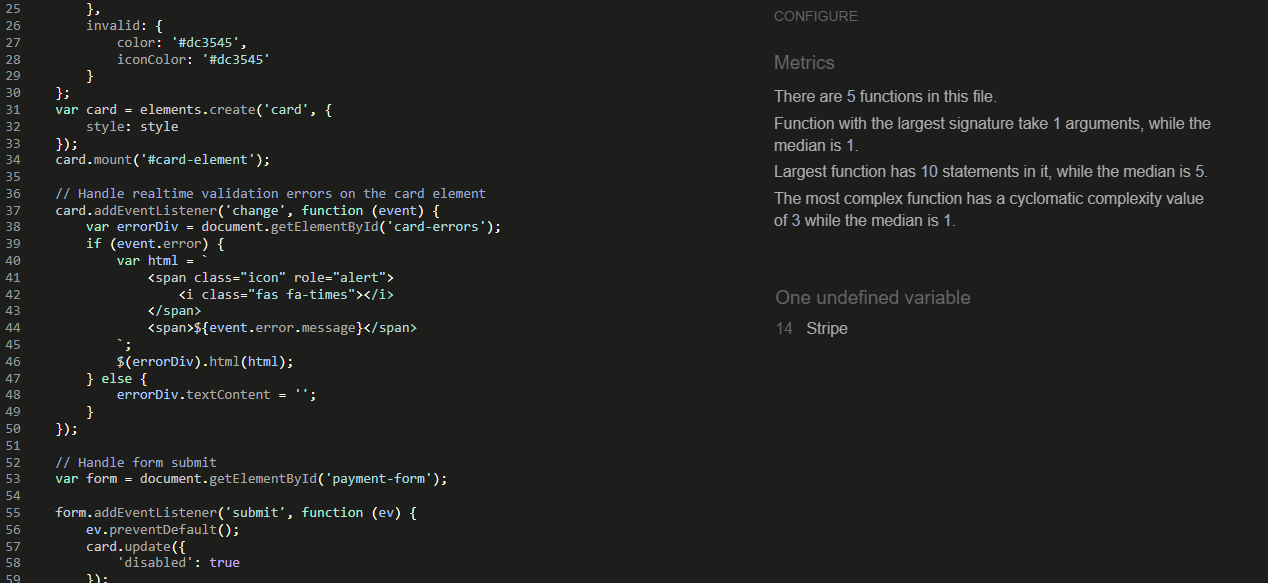 25         },
26         invalid: {
27             color: '#dc3545',
28             iconColor: '#dc3545'
29         }
30     };
31     var card = elements.create('card', {
32         style: style
33     });
34     card.mount('#card-element');
35
36     // Handle realtime validation errors on the card element
37     card.addEventListener('change', function (event) {
38         var errorDiv = document.getElementById('card-errors');
39         if (event.error) {
40             var html = `
41                 <span class="icon" role="alert">
42                     <i class="fas fa-times"></i>
43                 </span>
44                 <span>${event.error.message}</span>
45             `;
46             $(errorDiv).html(html);
47         } else {
48             errorDiv.textContent = '';
49         }
50     });
51
52     // Handle form submit
53     var form = document.getElementById('payment-form');
54
55     form.addEventListener('submit', function (ev) {
56         ev.preventDefault();
57         card.update({
58             'disabled': true
59         });
CONFIGURE
Metrics
There are 5 functions in this file.
Function with the largest signature take 1 arguments, while the
median is 1.
Largest function has 10 statements in it, while the median is 5.
The most complex function has a cyclomatic complexity value
of 3 while the median is 1.
One undefined variable
14 Stripe